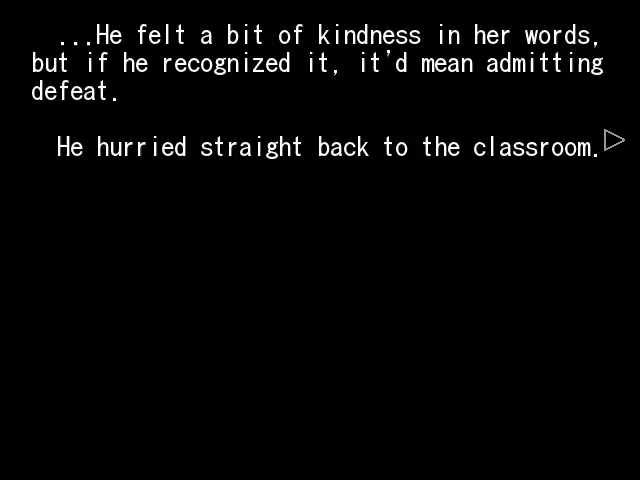 ...He felt a bit of kindness in her words,
but if he recognized it, it'd mean admitting
defeat.
He hurried straight back to the classroom.